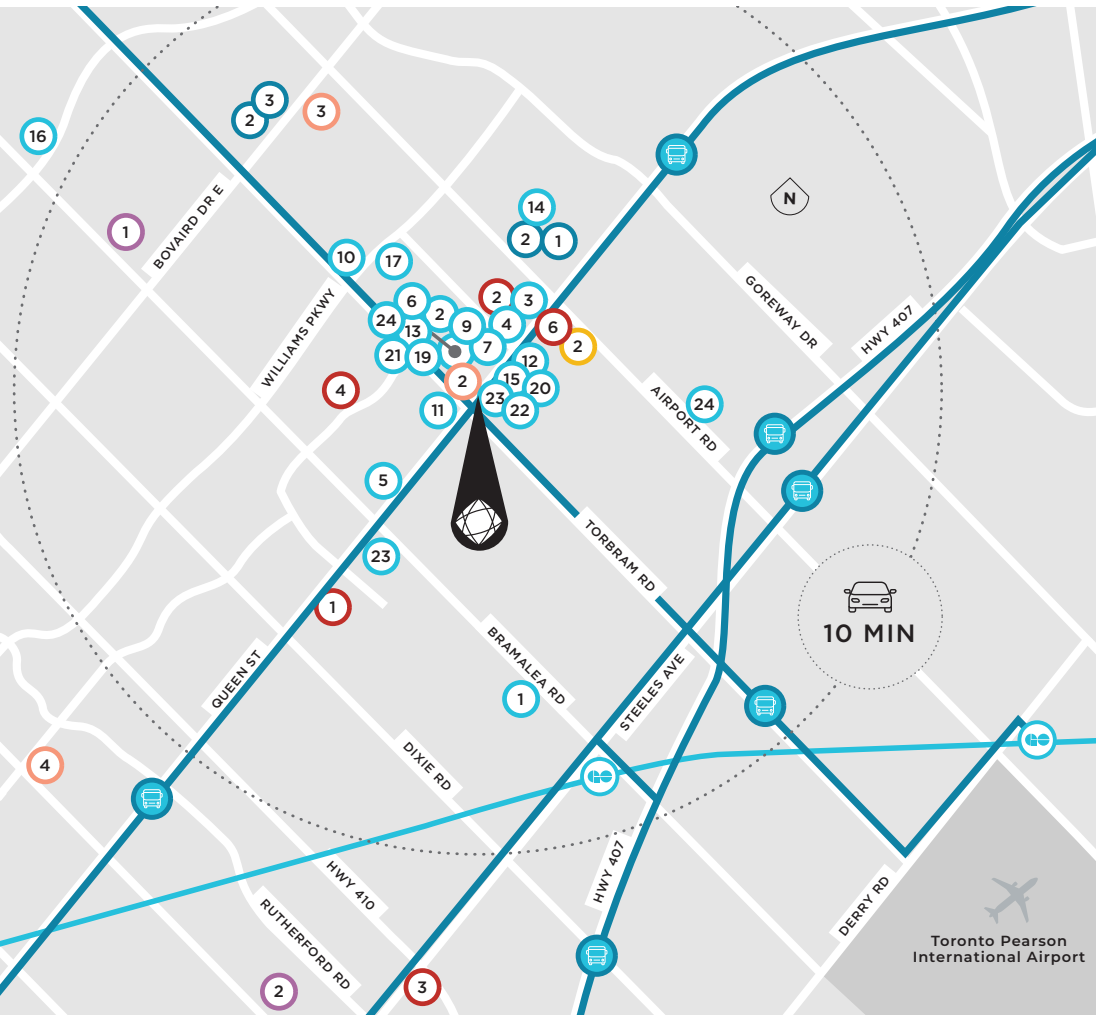 3
2
3
16
1
BOVAIRD DR E
14
2
1
N
10
17
WILLIAMS PKWY
6
2
24
13
9
2
3
4
6
2
7
21
19
12
15
20
2
23
22
11
4
GOREWAY DR
HWY 407
AIRPORT RD
24
5
23
1
TORBRAM RD
10 MIN
BRAMALEA RD
STEELES AVE
1
QUEEN ST
DIXIE RD
4
GO
GO
HWY 410
HWY 407
RUTHERFORD RD
DERRY RD
2
3
Toronto Pearson
International Airport